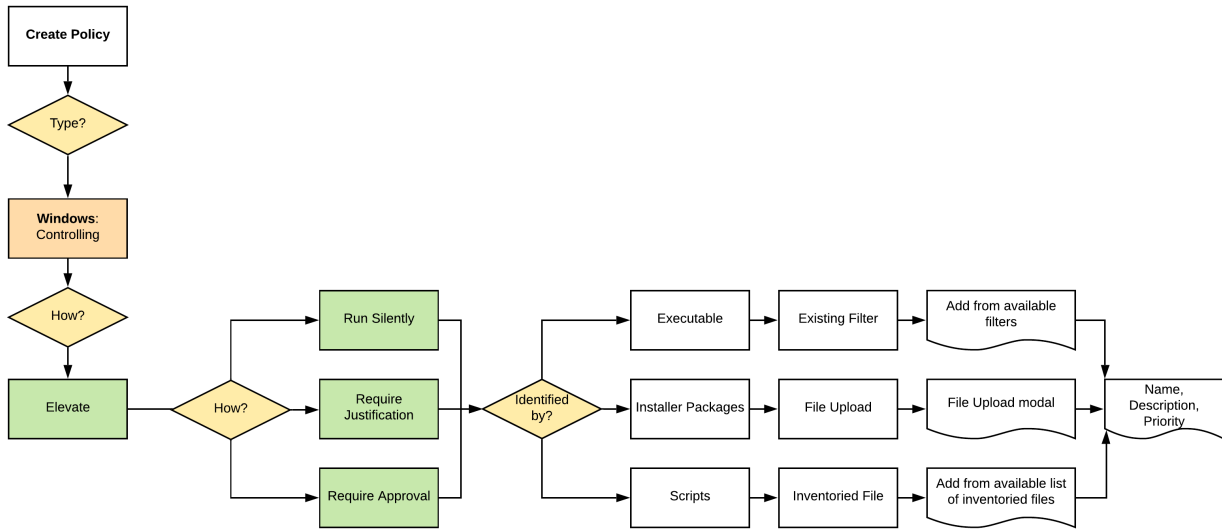 Create Policy
Type?
Windows:
Controlling
How?
Elevate
How?
Run Silently
Require
Justification
Require Approval
Identified
by?
Executable
Existing Filter
Add from available
filters
Installer Packages
File Upload
File Upload modal
Scripts
Inventoried File
Add from available list
of inventoried files
Name,
Description,
Priority